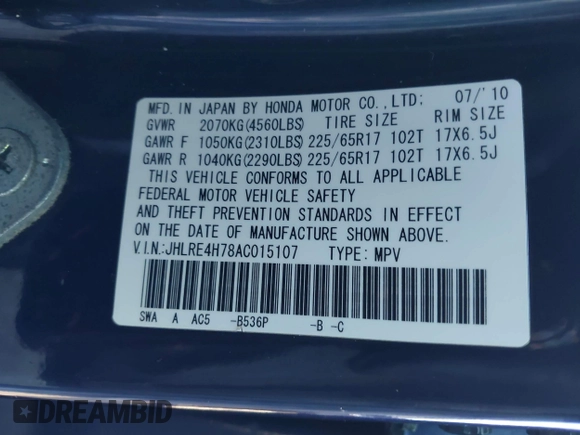 MFD. IN JAPAN BY HONDA MOTOR CO.,LTD: 07/'10
GVWR 2070KG(4560LBS) TIRE SIZE RIM SIZE
GAWR F 1050KG(2310LBS) 225/65R17 102T 17X6.5J
GAWR R 1040KG(2290LBS) 225/65R17 102T 17X6.5J
THIS VEHICLE CONFORMS TO ALL APPLICABLE
FEDERAL MOTOR VEHICLE SAFETY
AND THEFT PREVENTION STANDARDS IN EFFECT
ON THE DATE OF MANUFACTURE SHOWN ABOVE.
V.I.N.:JHLRE4H78AC015107 TYPE: MPV
SWA A AC5 -B536P -B -C
DREAMBID